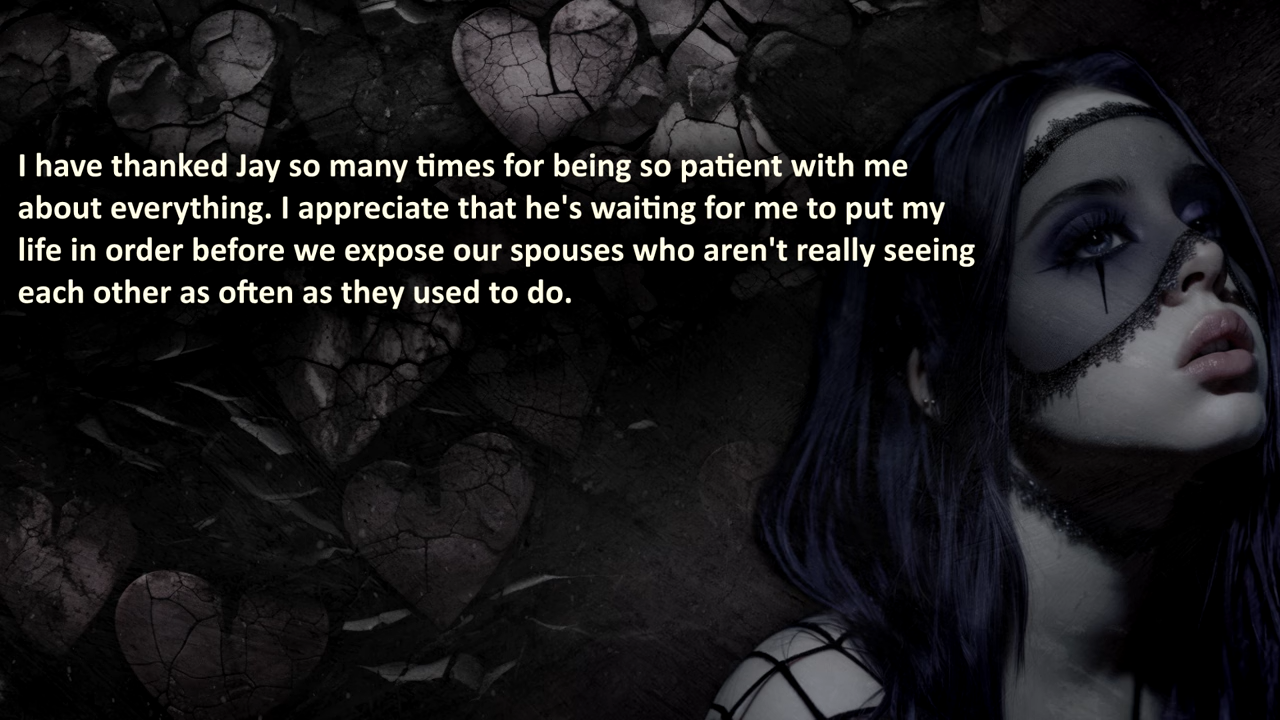 I have thanked Jay so many times for being so patient with me
about everything. I appreciate that he's waiting for me to put my
life in order before we expose our spouses who aren't really seeing
each other as often as they used to do.